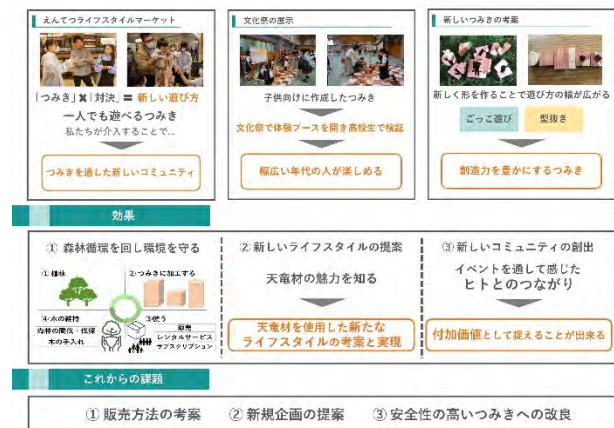 えんてつライフスタイルマーケット
「つみき」✖「対決」＝ 新しい遊び方
一人でも遊べるつみき
私たちが介入することで…
つみきを通した新しいコミュニティ
文化祭の展示
子供向けに作成したつみき
文化祭で体験ブースを開き高校生で検証
幅広い年代の人が楽しめる
新しいつみきの考案
新しく形を作ることで遊び方の幅が広がる
ごっこ遊び
型抜き
創造力を豊かにするつみき
効果
① 森林循環を回し環境を守る
①植林
②つみきに加工する
④木の維持
森林の間伐・伐採
木の手入れ
③使う
販売
レンタルサービス
サブスクリプション
② 新しいライフスタイルの提案
天竜材の魅力を知る
天竜材を使用した新たな
ライフスタイルの考案と実現
③ 新しいコミュニティの創出
イベントを通して感じた
ヒトとのつながり
付加価値として捉えることが出来る
これからの課題
① 販売方法の考案 ② 新規企画の提案 ③ 安全性の高いつみきへの改良